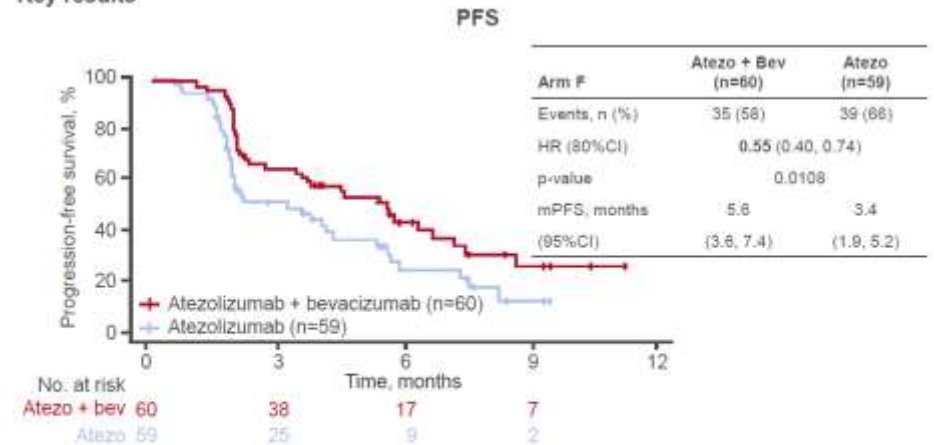 PFS
Arm F
Atezo + Bev (n=60)
Atezo (n=59)
Events, n (%) 35 (58) 39 (66)
HR (80%CI) 0.55 (0.40, 0.74)
p-value 0.0108
mPFS, months 5.6 3.4
(95%CI) (3.6, 7.4) (1.9, 5.2)
Progression-free survival, %
100
80
60
40
20
0
Atezolizumab + bevacizumab (n=60)
Atezolizumab (n=59)
0 3 6 9 12
Time, months
No. at risk
Atezo + bev 60 38 17 7
Atezo 59 25 9 2